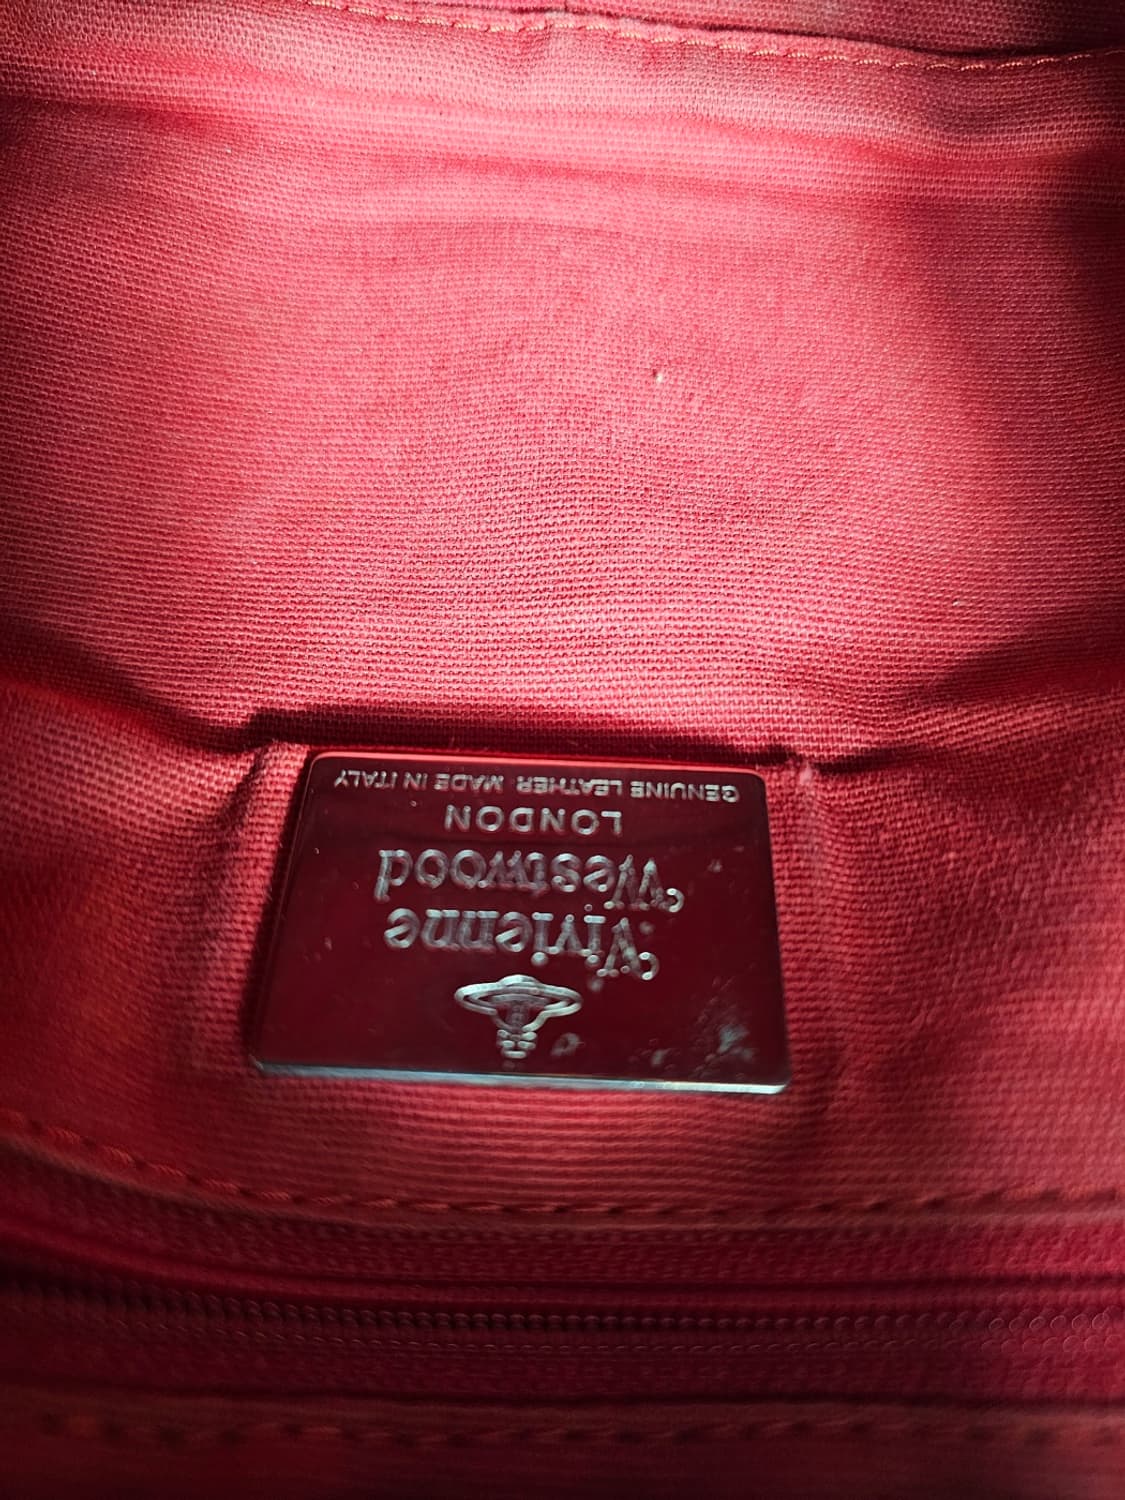 Vivienne
Westwood
LONDON
GENUINE LEATHER MADE IN ITALY